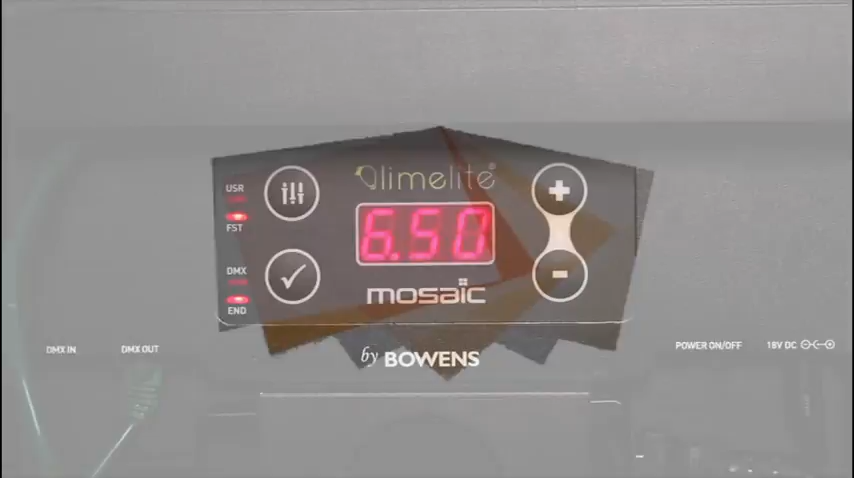 limelite®
USR
FST
6.50
DMX
END
mosaic
DMX IN
DMX OUT
by BOWENS
POWER ON/OFF
18V DC